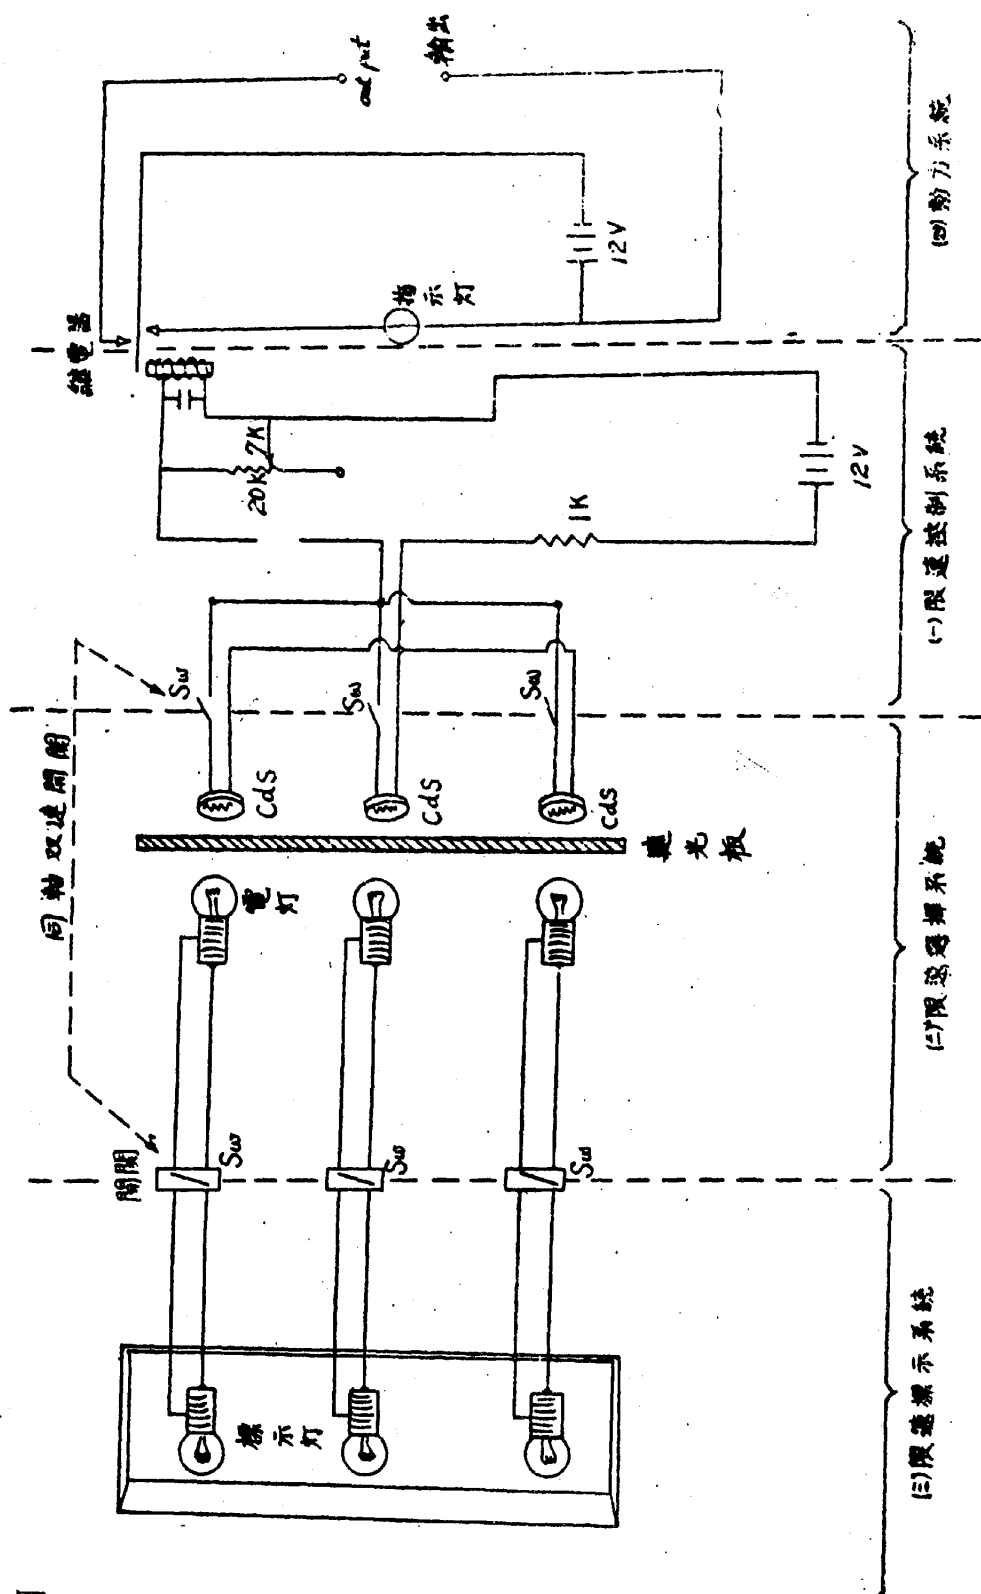 同軸双連開關
開關
Sw
Sw
Sw
電灯
標示灯
遮光板
CdS
CdS
CdS
Sw
Sw
Sw
繼電器
20K
7K
1K
12V
指示灯
12V
out put
輸出
(三)限速標示系統
(二)限速選擇系統
(一)限速控制系統
(四)動力系統